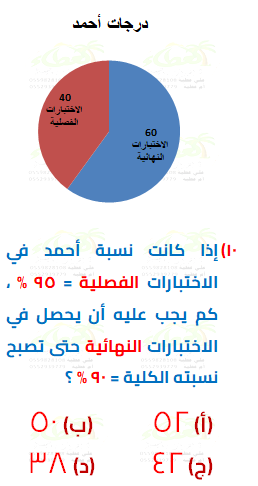 درجات أحمد
40
الاختبارات
الفصلية
60
الاختبارات
النهائية
١٠) إذا كانت نسبة أحمد في
الاختبارات الفصلية = ٩٥ % ،
كم يجب عليه أن يحصل في
الاختبارات النهائية حتى تصبح
نسبته الكلية = ٩٠ % ؟
(أ) ٥٢ (ب) ٥٠
(ج) ٤٢ (د) ٣٨